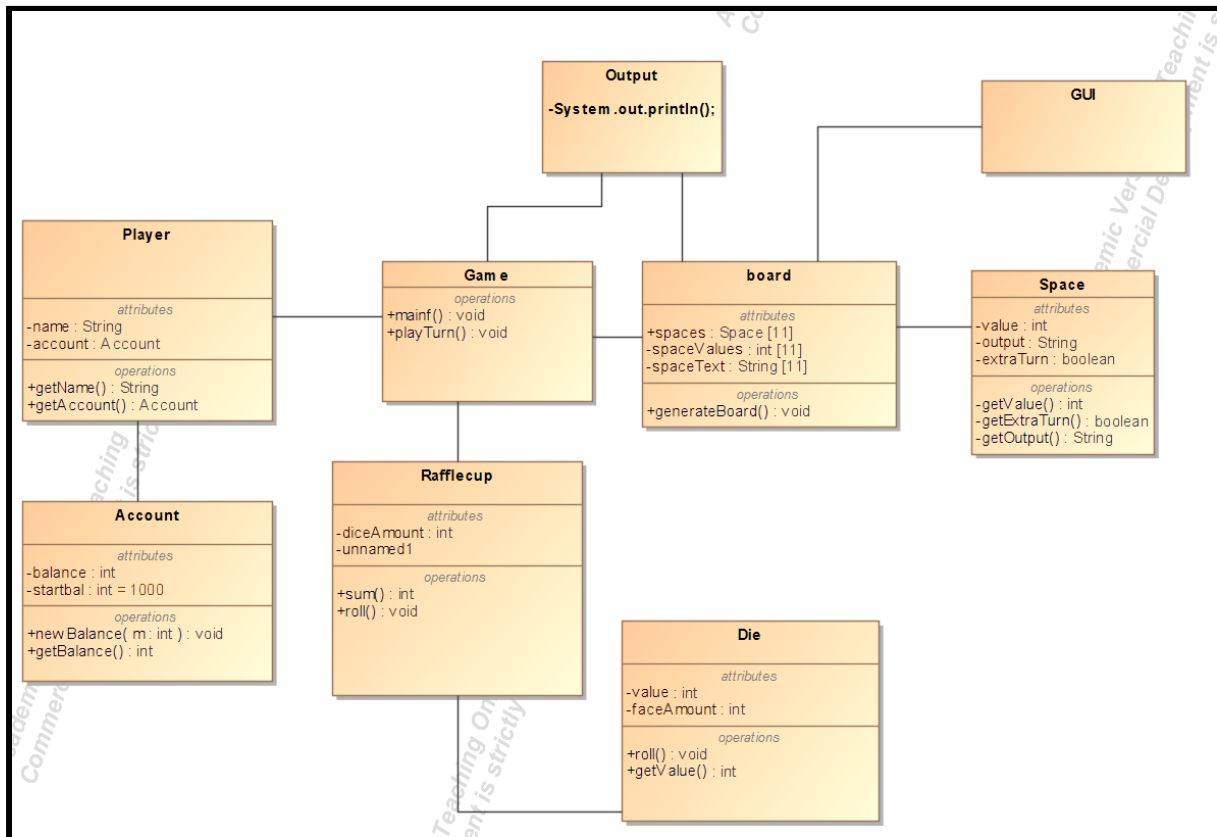 Output
-System.out.println();
GUI
Player
attributes
-name : String
-account : Account
operations
+getName() : String
+getAccount() : Account
Game
operations
+mainf() : void
+playTurn() : void
board
attributes
+spaces : Space [11]
-spaceValues : int [11]
-spaceText : String [11]
operations
+generateBoard() : void
Space
attributes
-value : int
-output : String
-extraTurn : boolean
operations
-getValue() : int
-getExtraTurn() : boolean
-getOutput() : String
Account
attributes
-balance : int
-startbal : int = 1000
operations
+newBalance( m : int ) : void
+getBalance() : int
Rafflecup
attributes
-diceAmount : int
-unnamed1
operations
+sum() : int
+roll() : void
Die
attributes
-value : int
-faceAmount : int
operations
+roll() : void
+getValue() : int